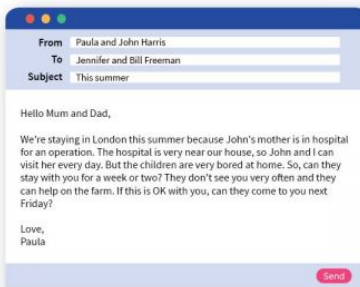 From Paula and John Harris
To Jennifer and Bill Freeman
Subject This summer
Hello Mum and Dad,
We're staying in London this summer because John's mother is in hospital
for an operation. The hospital is very near our house, so John and I can
visit her every day. But the children are very bored at home. So, can they
stay with you for a week or two? They don't see you very often and they
can help on the farm. If this is OK with you, can they come to you next
Friday?
Love,
Paula
Send